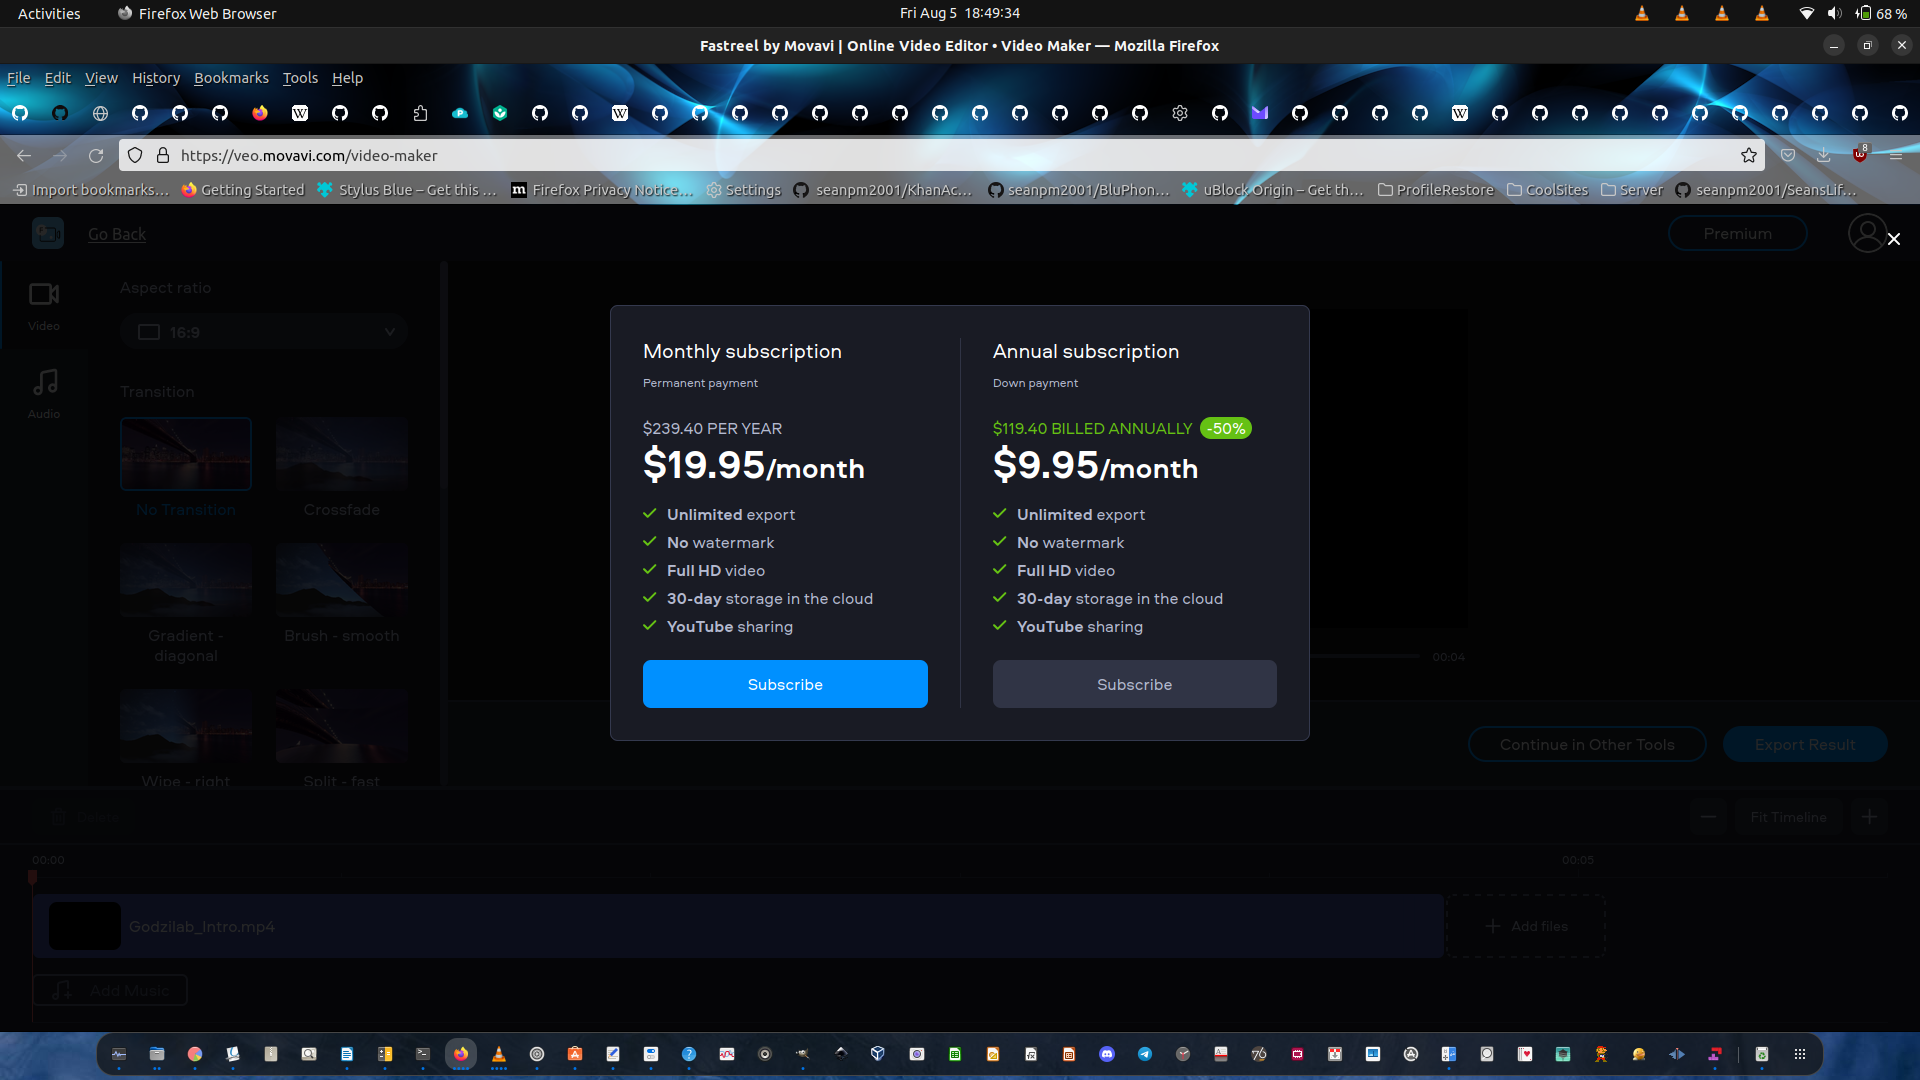 Activities
Firefox Web Browser
Fri Aug 5 18:49:34
68 %
Fastreel by Movavi | Online Video Editor • Video Maker — Mozilla Firefox
File Edit View History Bookmarks Tools Help
https://veo.movavi.com/video-maker
8
Import bookmarks… Getting Started Stylus Blue – Get this … Firefox Privacy Notice… Settings seanpm2001/KhanAc… seanpm2001/BluPhon… uBlock Origin – Get th… ProfileRestore CoolSites Server seanpm2001/SeansLif…
Go Back
Premium
Video
Audio
Aspect ratio
16:9
Transition
No Transition
Crossfade
Gradient - diagonal
Brush - smooth
Wipe - right
Split - fast
Monthly subscription
Permanent payment
$239.40 PER YEAR
$19.95/month
Unlimited export
No watermark
Full HD video
30-day storage in the cloud
YouTube sharing
Subscribe
Annual subscription
Down payment
$119.40 BILLED ANNUALLY -50%
$9.95/month
Unlimited export
No watermark
Full HD video
30-day storage in the cloud
YouTube sharing
Subscribe
00:04
Continue in Other Tools
Export Result
Fit Timeline
00:00
00:05
Godzilab_Intro.mp4
Add files
Add Music